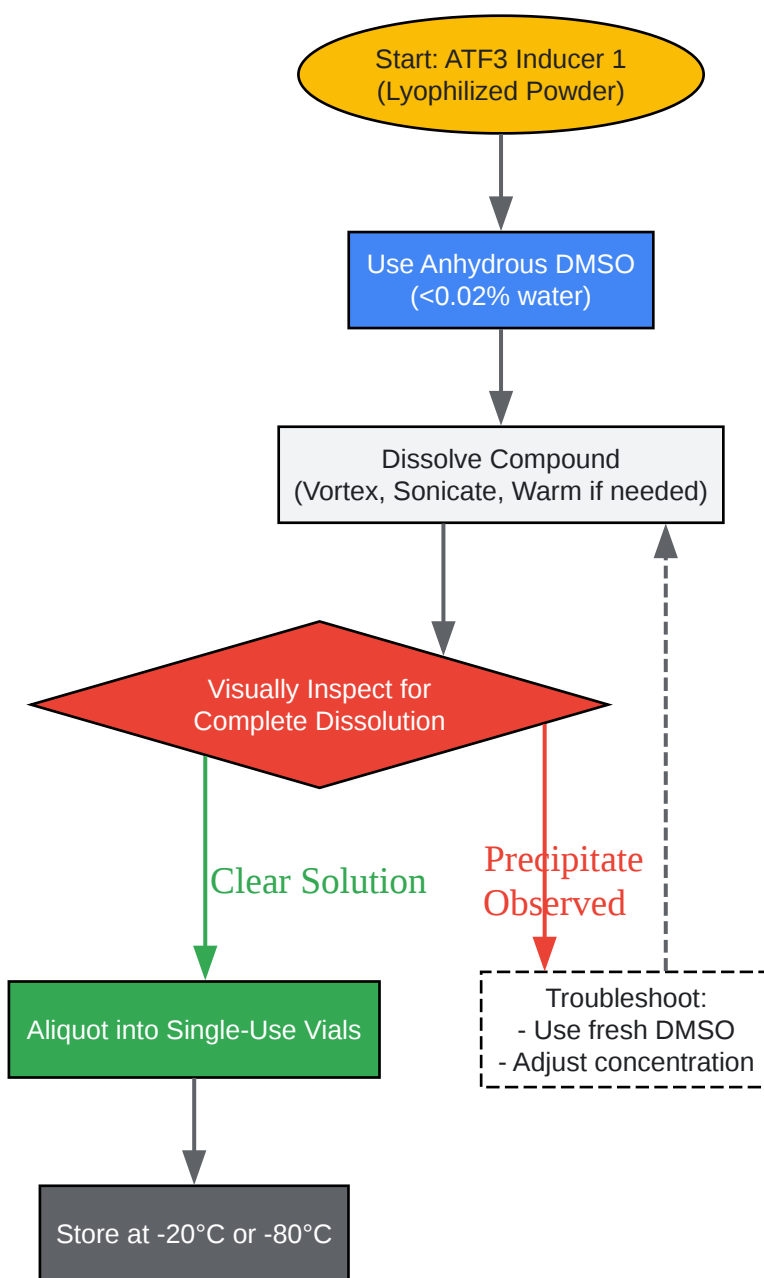 Start: ATF3 Inducer 1
(Lyophilized Powder)
Use Anhydrous DMSO
(<0.02% water)
Dissolve Compound
(Vortex, Sonicate, Warm if needed)
Visually Inspect for
Complete Dissolution
Clear Solution
Precipitate
Observed
Aliquot into Single-Use Vials
Troubleshoot:
- Use fresh DMSO
- Adjust concentration
Store at -20°C or -80°C